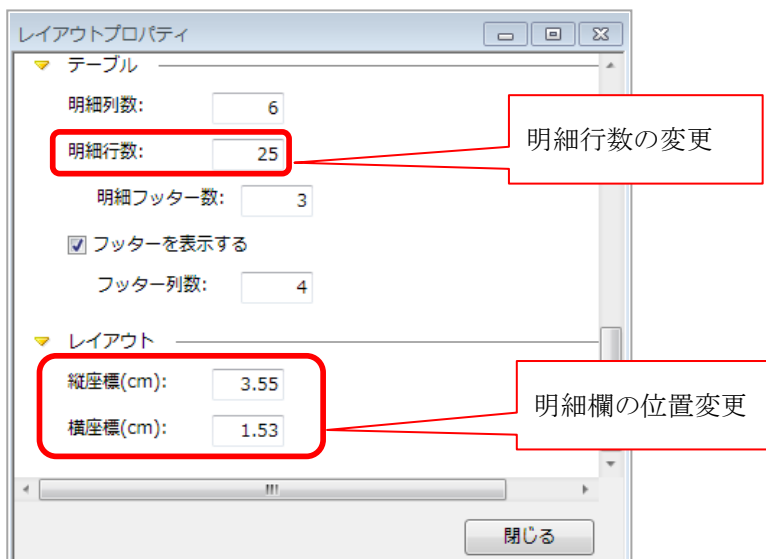 レイアウトプロパティ
テーブル
明細列数: 6
明細行数: 25
明細行数の変更
明細フッター数: 3
フッターを表示する
フッター列数: 4
レイアウト
縦座標(cm): 3.55
明細欄の位置変更
横座標(cm): 1.53
閉じる